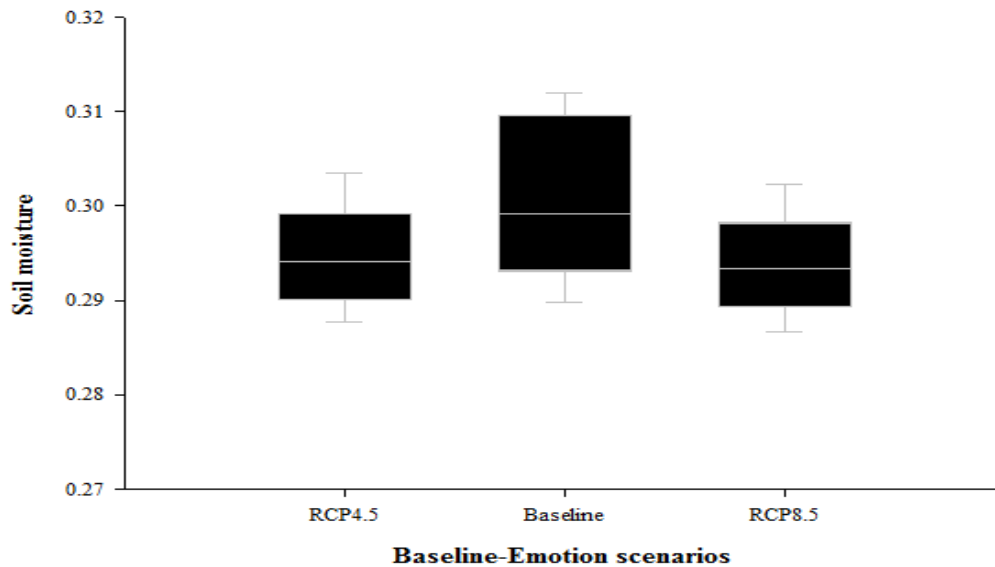 0.32
0.31
0.30
0.29
0.28
0.27
Soil moisture
RCP4.5 Baseline RCP8.5
Baseline-Emotion scenarios